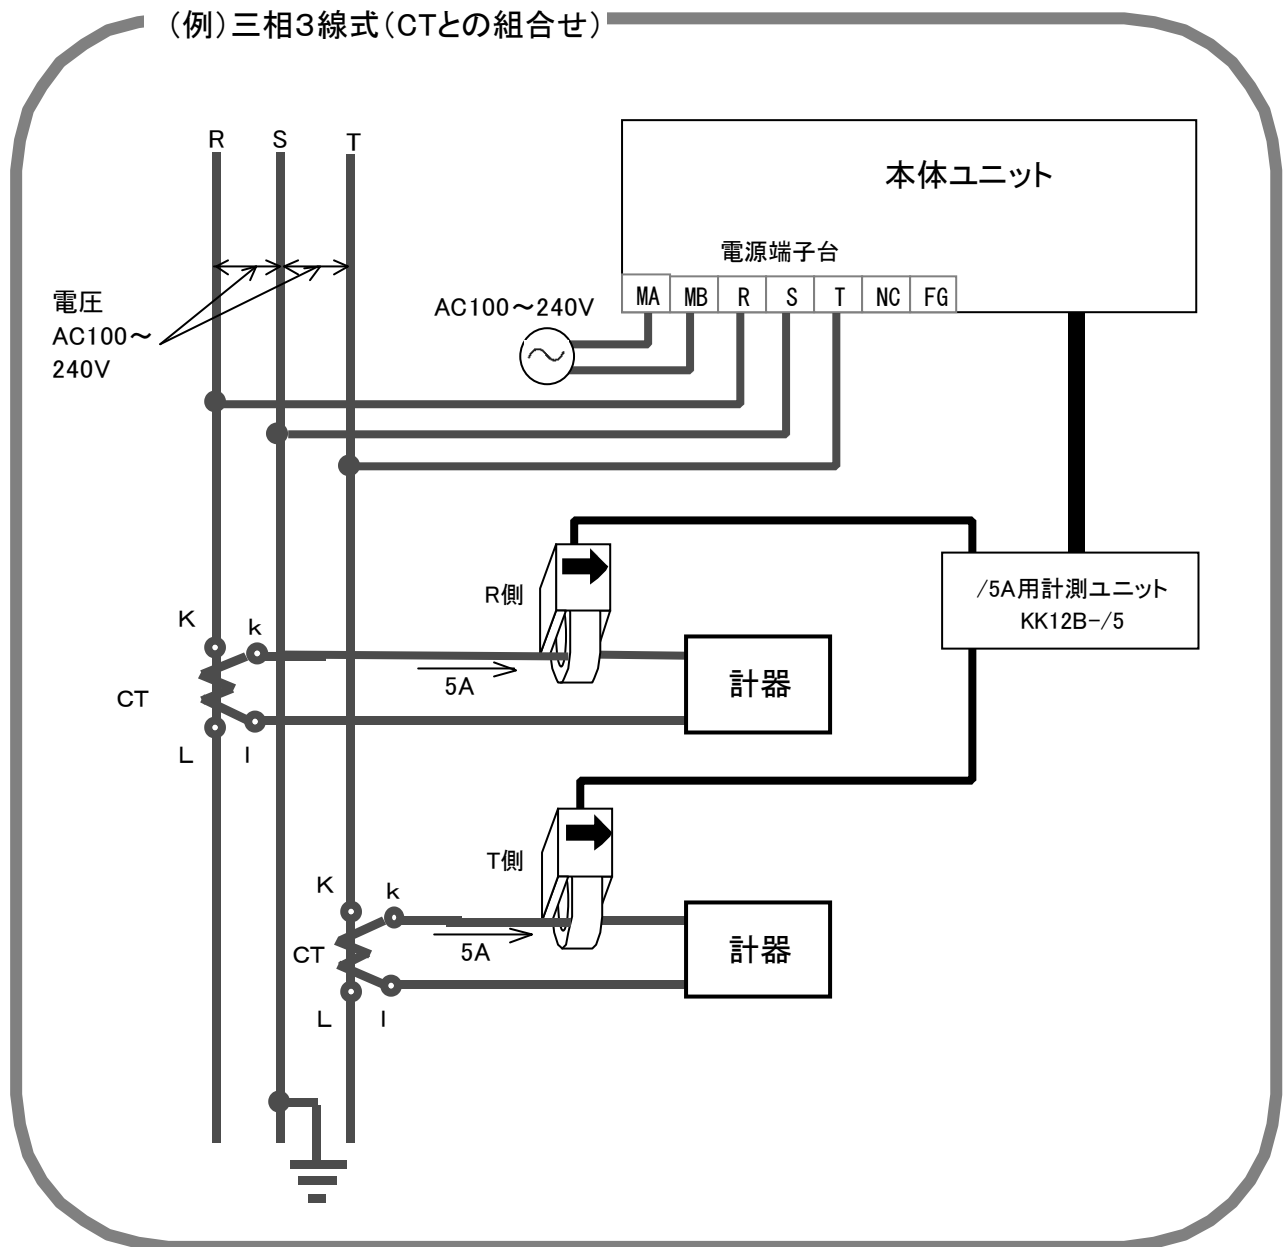 （例）三相３線式（CTとの組合せ）
R S T
本体ユニット
電源端子台
MA MB R S T NC FG
電圧
AC100～
240V
AC100～240V
R側
/5A用計測ユニット
KK12B-/5
K k
5A
CT
計器
L l
T側
K k
5A
CT
計器
L l